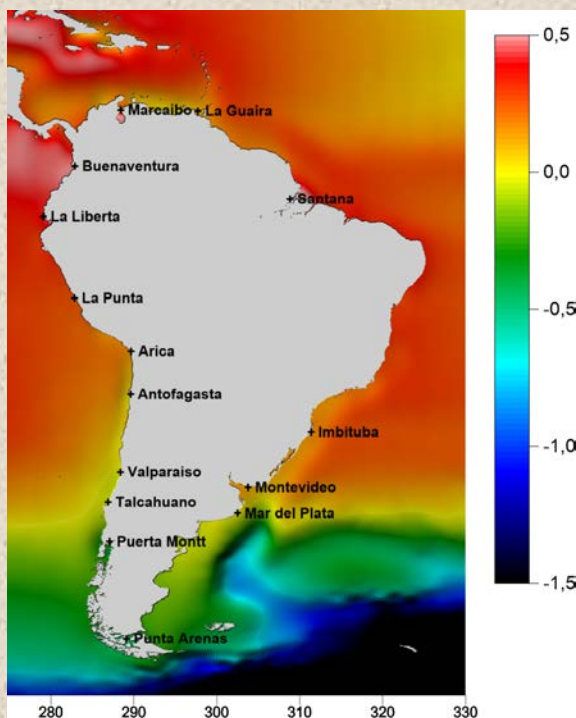 0,5
Marcaibo
La Guaira
0,0
Buenaventura
Santana
La Liberta
-0,5
La Punta
Arica
-1,0
Antofagasta
Imbituba
Valparaiso
Montevideo
Talcahuano
Mar del Plata
Puerta Montt
-1,5
Punta Arenas
280 290 300 310 320 330